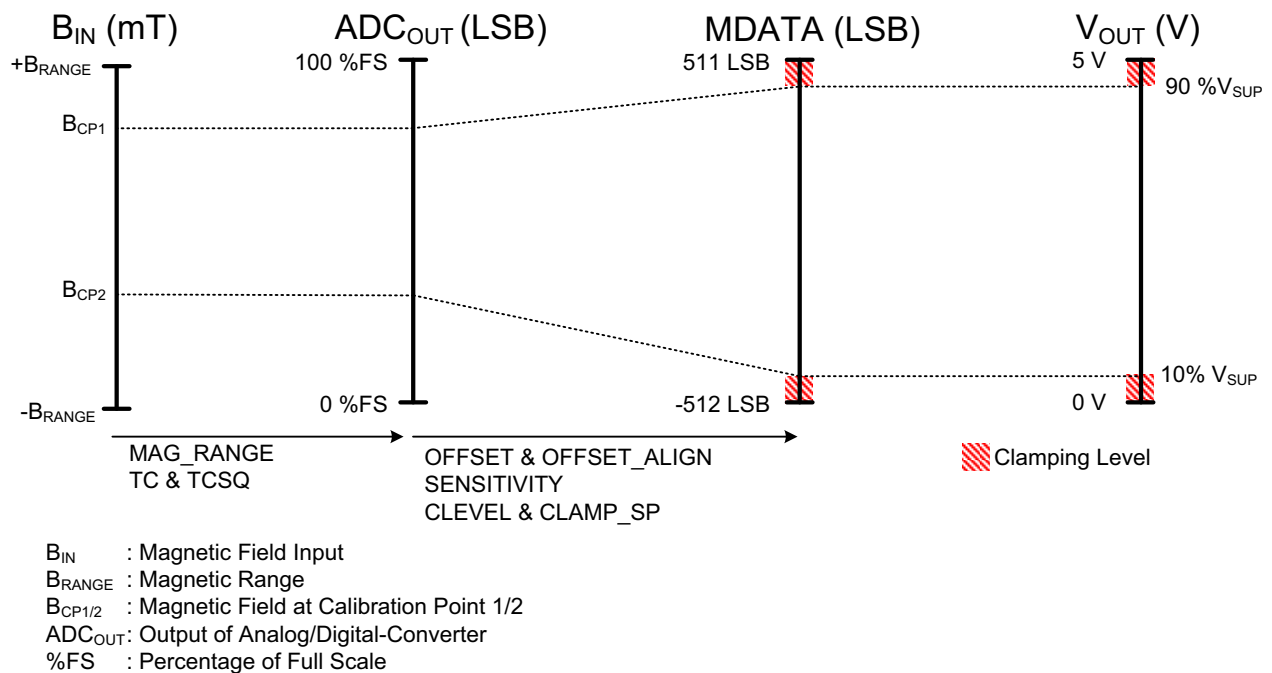 B_IN (mT) ADC_OUT (LSB) MDATA (LSB) V_OUT (V)
+B_RANGE 100 %FS 511 LSB 5 V
90 %V_SUP
B_CP1
B_CP2
10% V_SUP
-B_RANGE 0 %FS -512 LSB 0 V
MAG_RANGE
TC & TCSQ
OFFSET & OFFSET_ALIGN
SENSITIVITY
CLEVEL & CLAMP_SP
Clamping Level
B_IN : Magnetic Field Input
B_RANGE : Magnetic Range
B_CP1/2 : Magnetic Field at Calibration Point 1/2
ADC_OUT : Output of Analog/Digital-Converter
%FS : Percentage of Full Scale